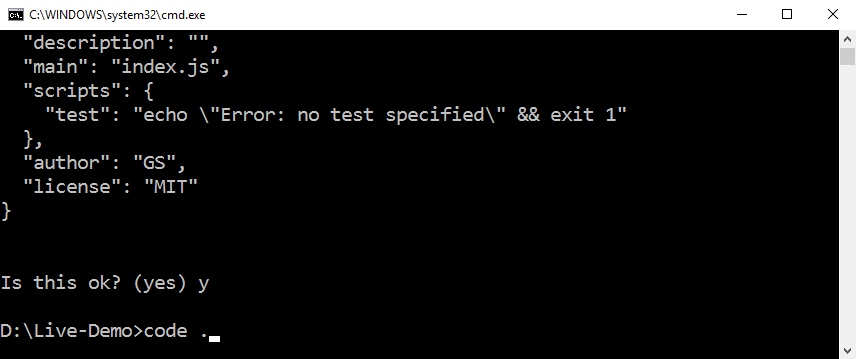 C:\WINDOWS\system32\cmd.exe
  "description": "",
  "main": "index.js",
  "scripts": {
    "test": "echo \"Error: no test specified\" && exit 1"
  },
  "author": "GS",
  "license": "MIT"
}
Is this ok? (yes) y
D:\Live-Demo>code .